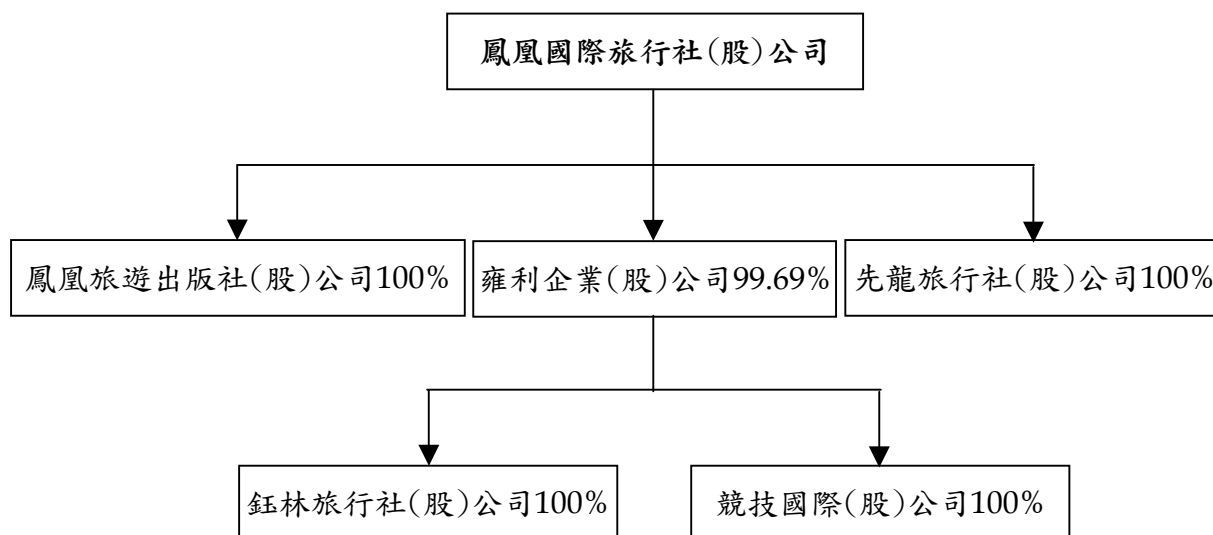 鳳凰國際旅行社(股)公司
鳳凰旅遊出版社(股)公司100%
雍利企業(股)公司99.69%
先龍旅行社(股)公司100%
鈺林旅行社(股)公司100%
競技國際(股)公司100%